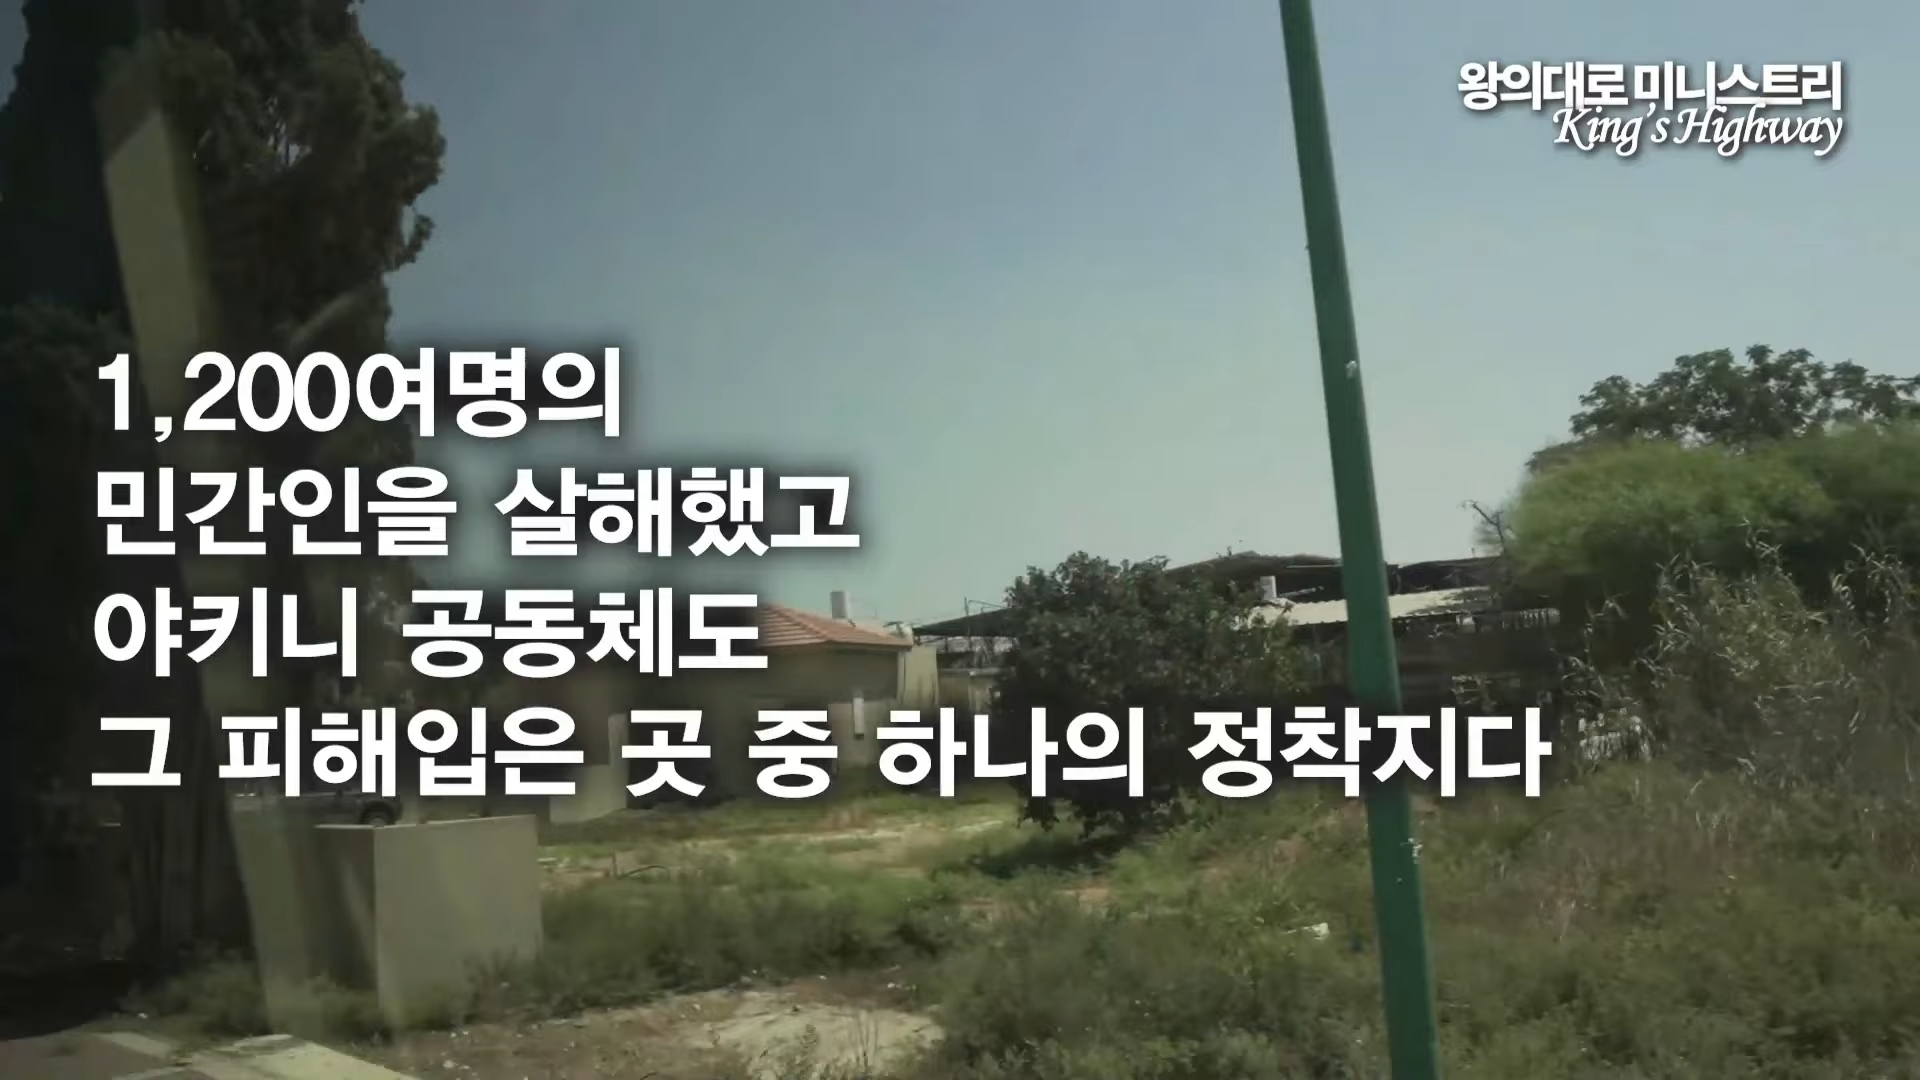 왕의대로 미니스트리
King's Highway
1,200여명의
민간인을 살해했고
야키니 공동체도
그 피해입은 곳 중 하나의 정착지다